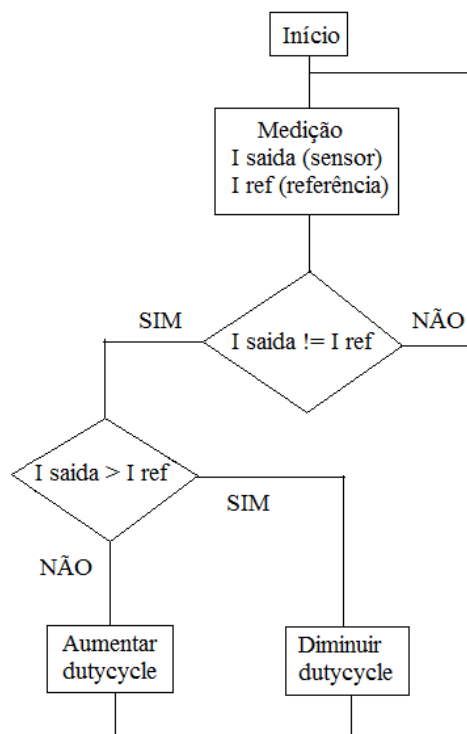 Início
Medição
I saida (sensor)
I ref (referência)
I saida != I ref
SIM
NÃO
I saida > I ref
SIM
NÃO
Aumentar
dutycycle
Diminuir
dutycycle